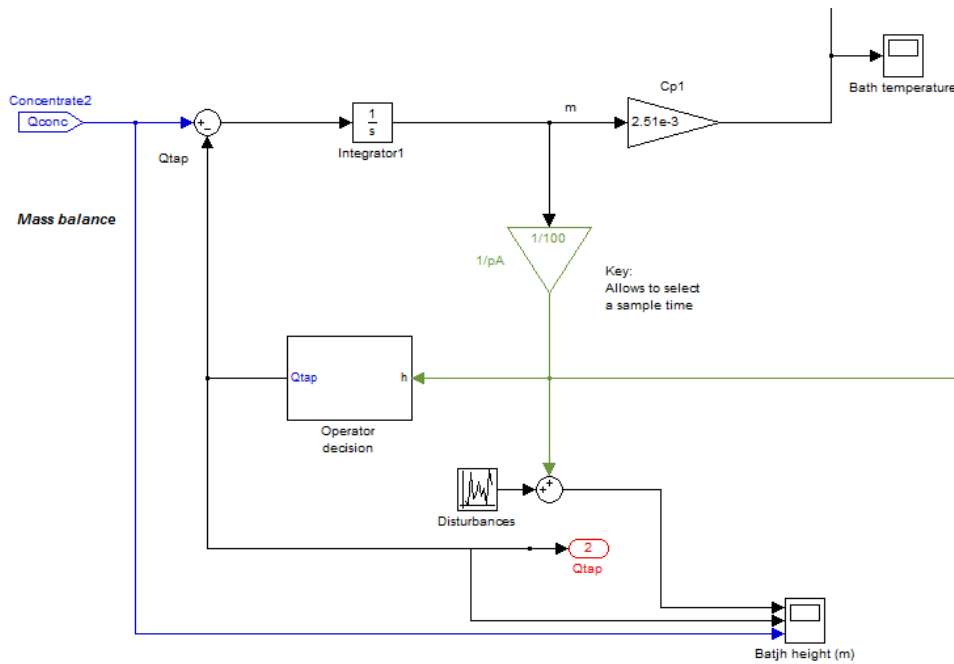 Cp1
Bath temperature
Concentrate2
Qconc
+
−
1
s
m
2.51e-3
Integrator1
Qtap
Mass balance
1/100
1/pA
Key:
Allows to select
a sample time
Qtap
h
Operator
decision
+
+
Disturbances
2
Qtap
Batjh height (m)